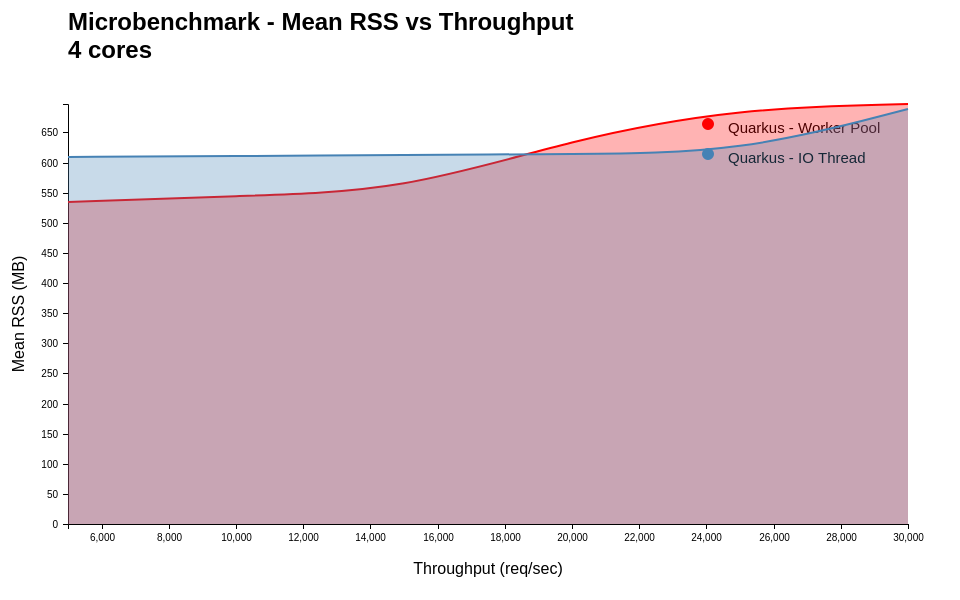 Microbenchmark - Mean RSS vs Throughput
4 cores
650
600
550
500
450
400
350
300
250
200
150
100
50
0
Mean RSS (MB)
Quarkus - Worker Pool
Quarkus - IO Thread
6,000 8,000 10,000 12,000 14,000 16,000 18,000 20,000 22,000 24,000 26,000 28,000 30,000
Throughput (req/sec)